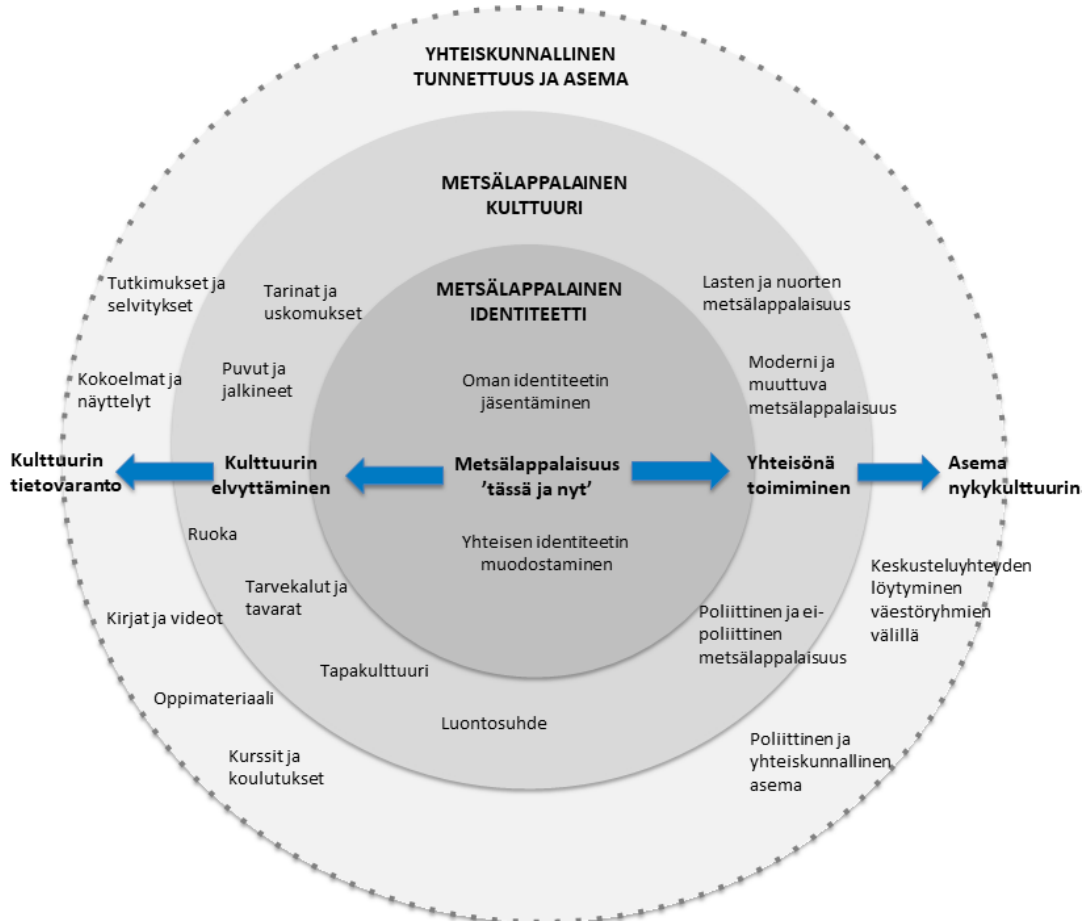 YHTEISKUNNALLINEN
TUNNETTUUS JA ASEMA
METSÄLAPPALAINEN
KULTTUURI
METSÄLAPPALAINEN
IDENTITEETTI
Tutkimukset ja
selvitykset
Tarinat ja
uskomukset
Lasten ja nuorten
metsälappalaisuus
Kokoelmat ja
näyttelyt
Puvut ja
jalkineet
Oman identiteetin
jäsentäminen
Moderni ja
muuttuva
metsälappalaisuus
Kulttuurin
tietovaranto
Kulttuurin
elvyttäminen
Metsälappalaisuus
’tässä ja nyt’
Yhteisönä
toimiminen
Asema
nykykulttuurina
Ruoka
Yhteisen identiteetin
muodostaminen
Tarvekalut ja
tavarat
Keskusteluyhteyden
löytyminen
väestöryhmien
välillä
Kirjat ja videot
Poliittinen ja ei-
poliittinen
metsälappalaisuus
Tapakulttuuri
Oppimateriaali
Luontosuhde
Kurssit ja
koulutukset
Poliittinen ja
yhteiskunnallinen
asema